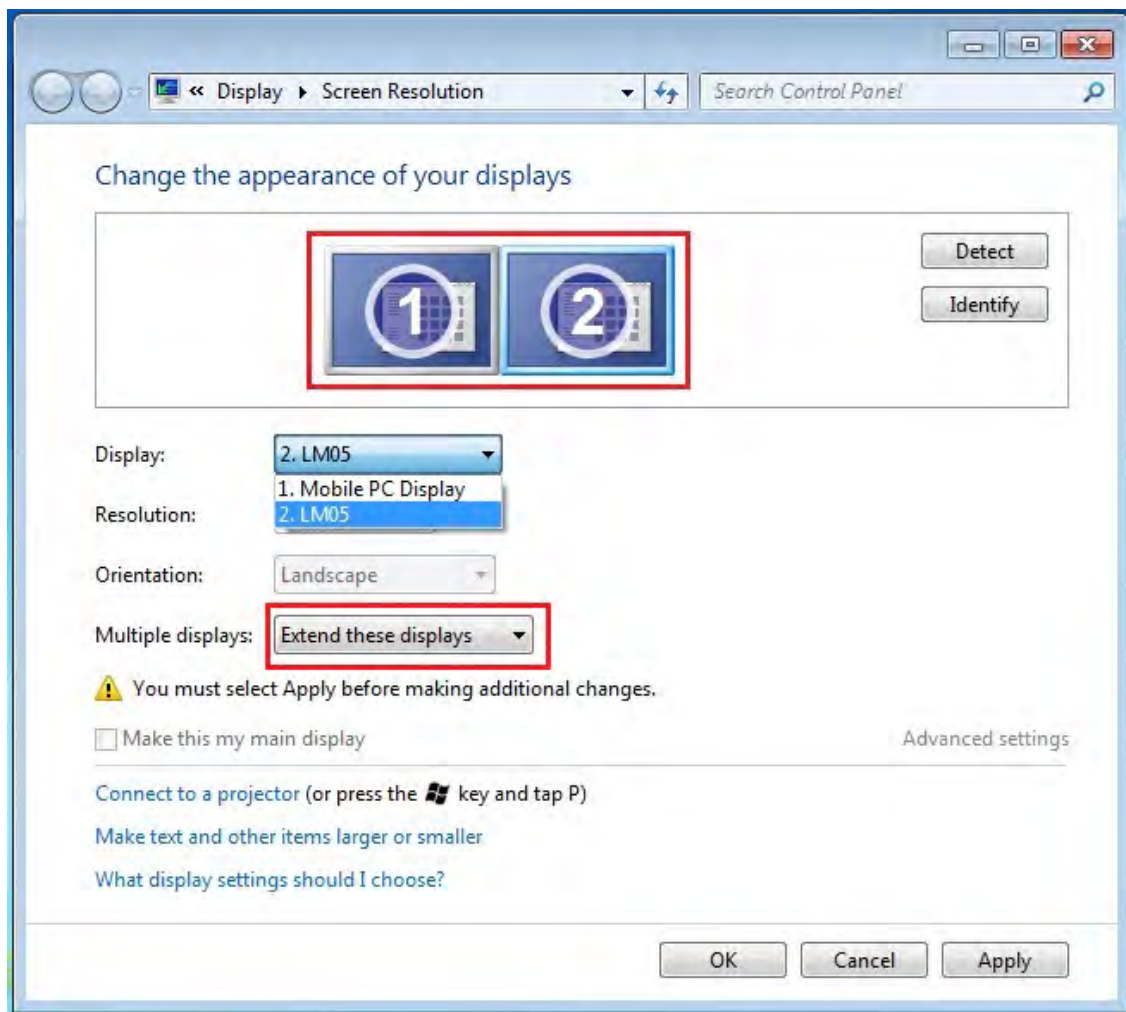 « Display ▸ Screen Resolution
Search Control Panel
Change the appearance of your displays
1
2
Detect
Identify
Display:
2. LM05
1. Mobile PC Display
2. LM05
Resolution:
Orientation:
Landscape
Multiple displays:
Extend these displays
You must select Apply before making additional changes.
Make this my main display
Advanced settings
Connect to a projector (or press the key and tap P)
Make text and other items larger or smaller
What display settings should I choose?
OK
Cancel
Apply